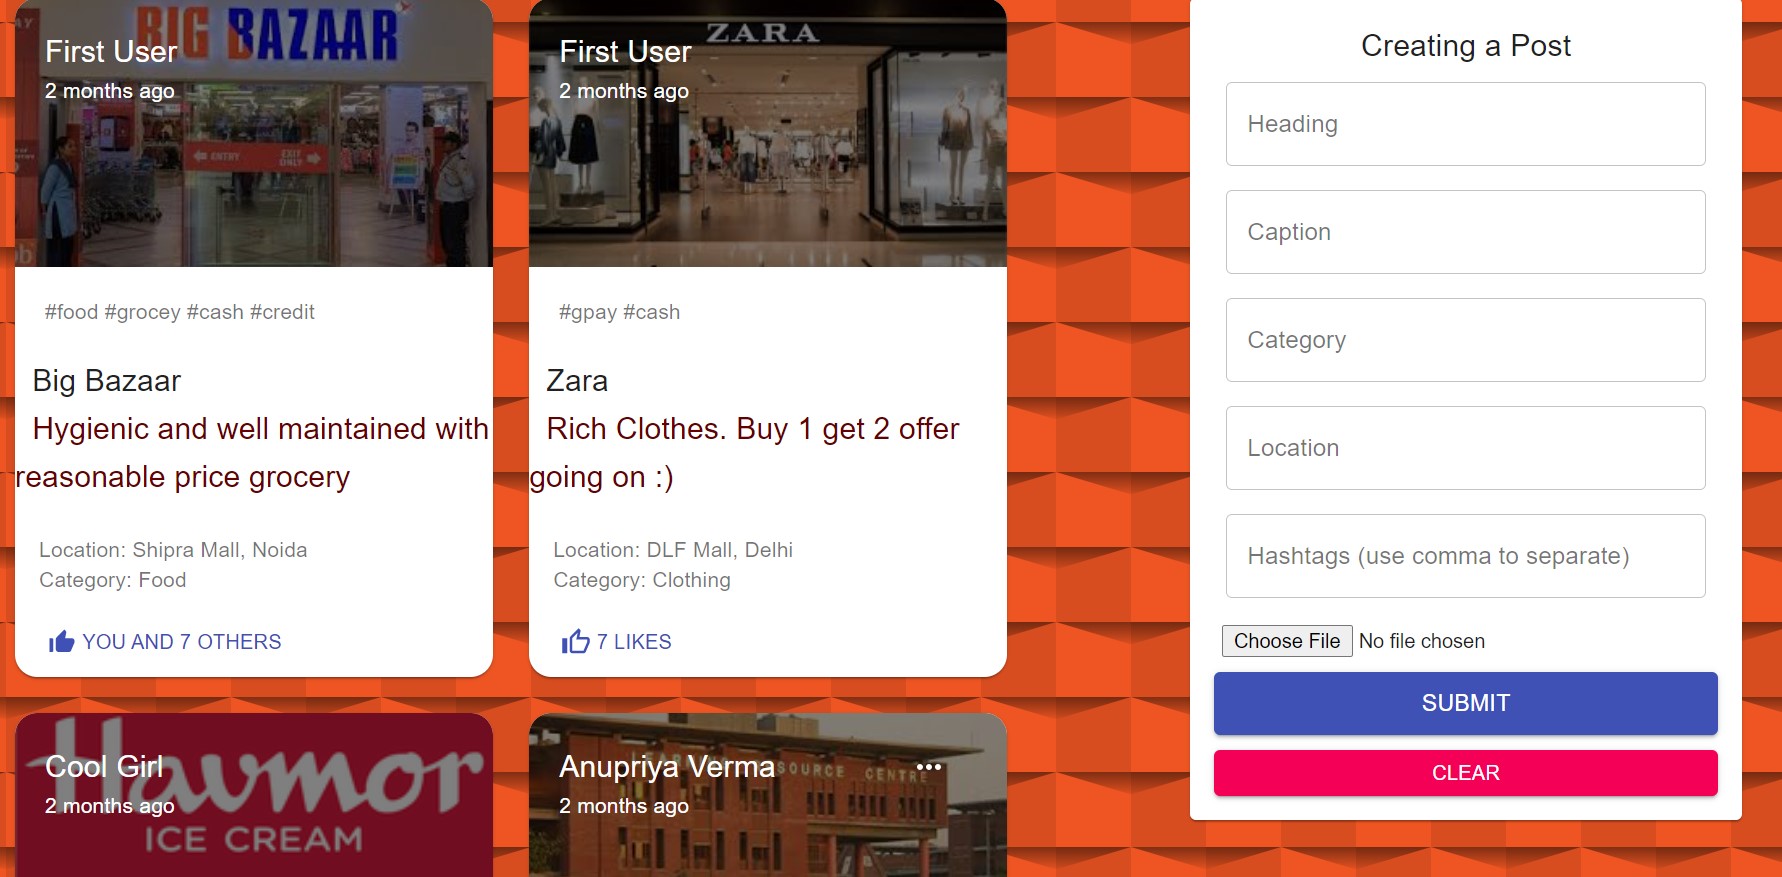 BIG BAZAAR
First User
2 months ago
ENTRY
EXIT ONLY
#food #grocey #cash #credit
Big Bazaar
Hygienic and well maintained with
reasonable price grocery
Location: Shipra Mall, Noida
Category: Food
YOU AND 7 OTHERS
ZARA
First User
2 months ago
#gpay #cash
Zara
Rich Clothes. Buy 1 get 2 offer
going on :)
Location: DLF Mall, Delhi
Category: Clothing
7 LIKES
Havmor
ICE CREAM
Cool Girl
2 months ago
Anupriya Verma
SOURCE CENTRE
2 months ago
Creating a Post
Heading
Caption
Category
Location
Hashtags (use comma to separate)
Choose File No file chosen
SUBMIT
CLEAR